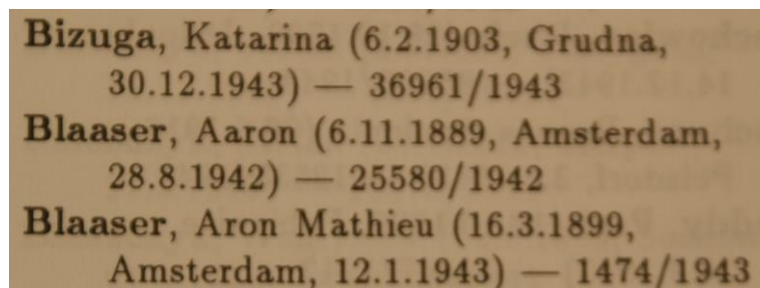 Bizuga, Katarina (6.2.1903, Grudna,
30.12.1943) — 36961/1943
Blaaser, Aaron (6.11.1889, Amsterdam,
28.8.1942) — 25580/1942
Blaaser, Aron Mathieu (16.3.1899,
Amsterdam, 12.1.1943) — 1474/1943